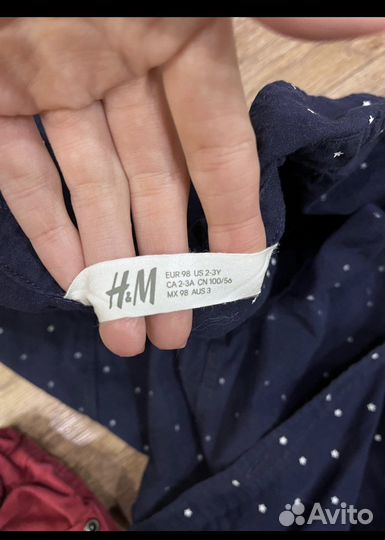 H&M
EUR 98 US 2-3Y
CA 2-3A CN 100/56
MX 98 AUS 3
Avito